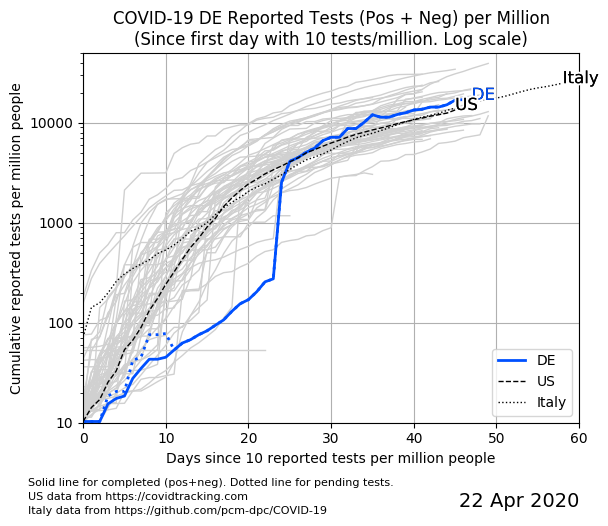 COVID-19 DE Reported Tests (Pos + Neg) per Million
(Since first day with 10 tests/million. Log scale)
Cumulative reported tests per million people
10000
1000
100
10
Italy
DE
US
DE
US
Italy
0 10 20 30 40 50 60
Days since 10 reported tests per million people
Solid line for completed (pos+neg). Dotted line for pending tests.
US data from https://covidtracking.com
Italy data from https://github.com/pcm-dpc/COVID-19
22 Apr 2020